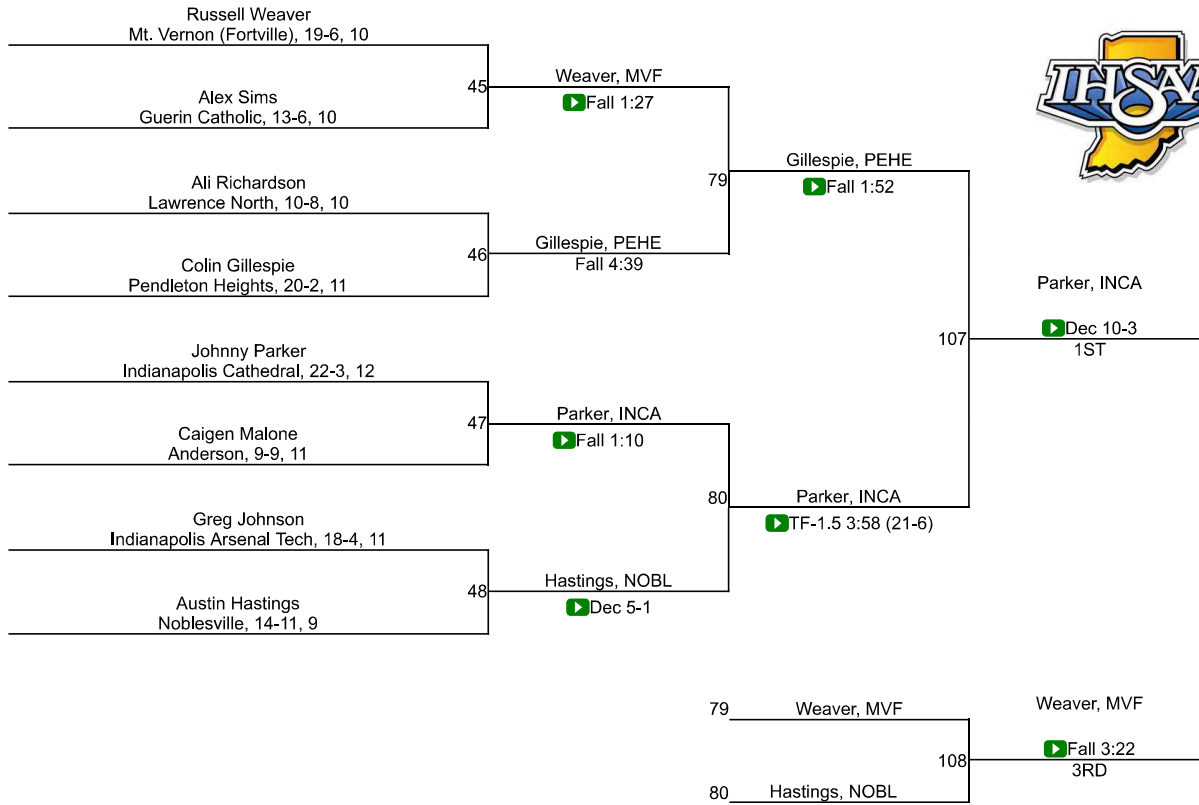 Russell Weaver
Mt. Vernon (Fortville), 19-6, 10
45
Alex Sims
Guerin Catholic, 13-6, 10
Weaver, MVF
Fall 1:27
79
Ali Richardson
Lawrence North, 10-8, 10
46
Colin Gillespie
Pendleton Heights, 20-2, 11
Gillespie, PEHE
Fall 4:39
Gillespie, PEHE
Fall 1:52
107
Johnny Parker
Indianapolis Cathedral, 22-3, 12
47
Caigen Malone
Anderson, 9-9, 11
Parker, INCA
Fall 1:10
80
Greg Johnson
Indianapolis Arsenal Tech, 18-4, 11
48
Austin Hastings
Noblesville, 14-11, 9
Hastings, NOBL
Dec 5-1
Parker, INCA
TF-1.5 3:58 (21-6)
IHSAA
Parker, INCA
Dec 10-3
1ST
79
Weaver, MVF
108
80
Hastings, NOBL
Weaver, MVF
Fall 3:22
3RD